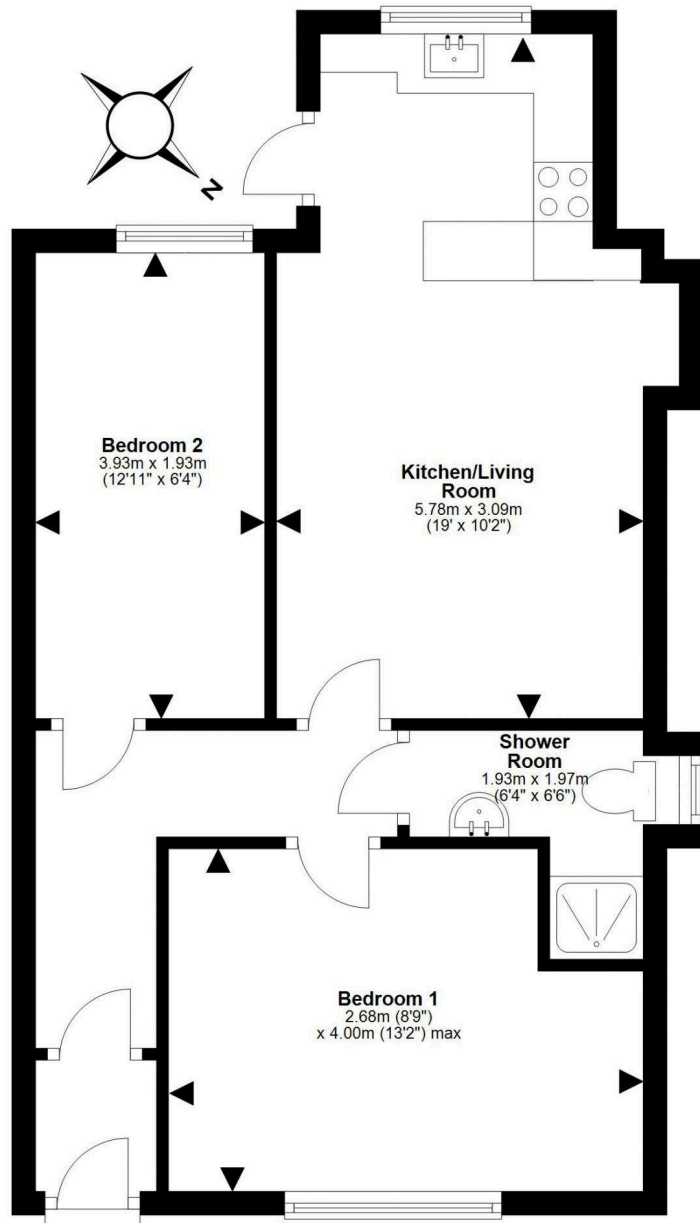 N
Bedroom 2
3.93m x 1.93m
(12'11" x 6'4")
Kitchen/Living
Room
5.78m x 3.09m
(19' x 10'2")
Shower
Room
1.93m x 1.97m
(6'4" x 6'6")
Bedroom 1
2.68m (8'9")
x 4.00m (13'2") max